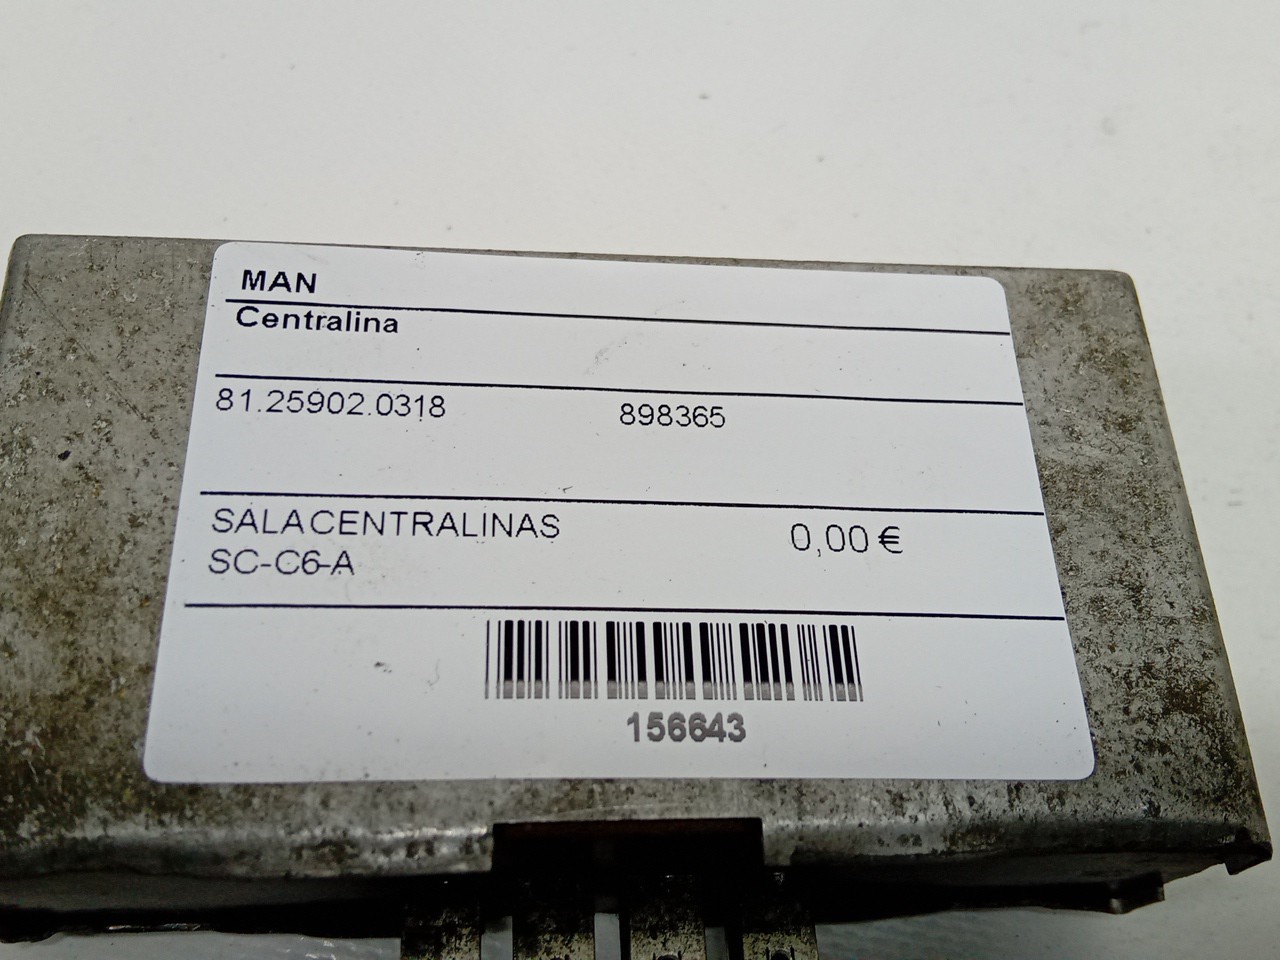 MAN
Centralina
81.25902.0318 898365
SALACENTRALINAS 0,00 €
SC-C6-A
156643